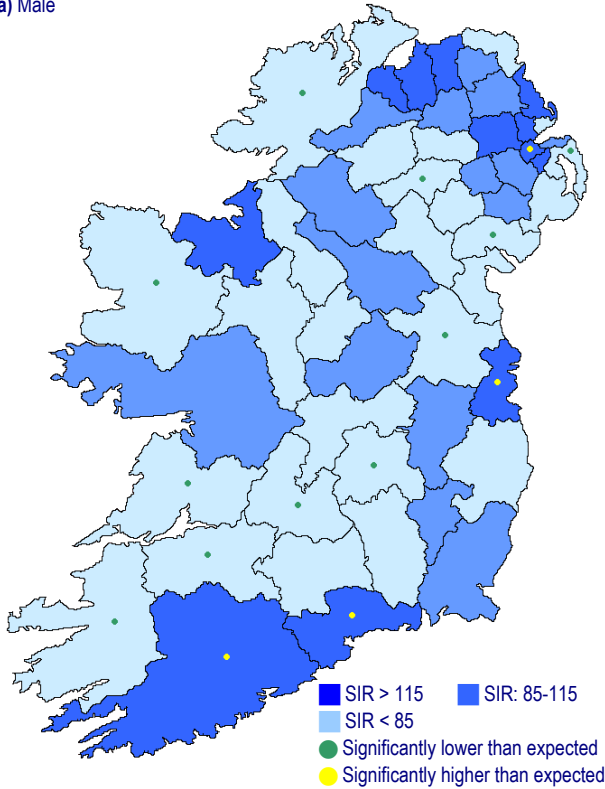 a) Male
SIR > 115 SIR: 85-115
SIR < 85
Significantly lower than expected
Significantly higher than expected